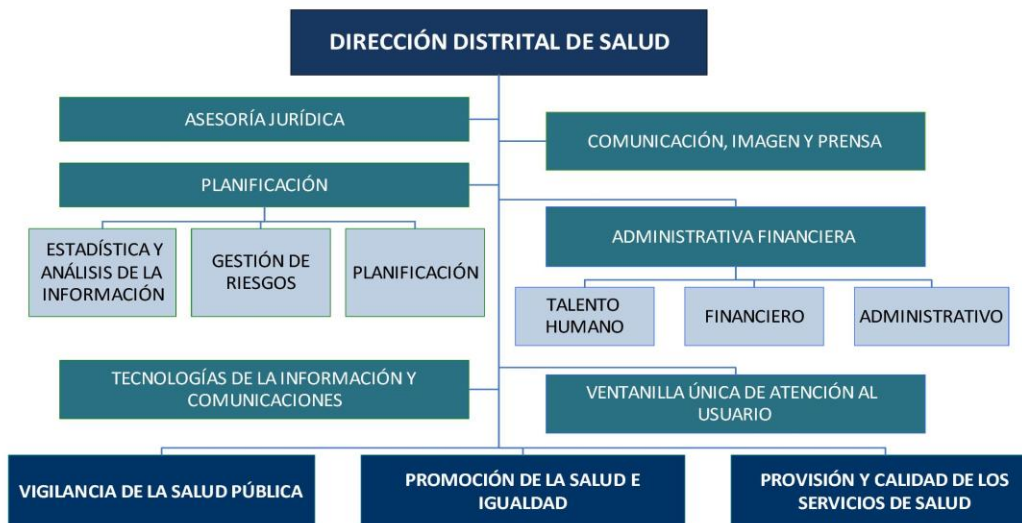 DIRECCIÓN DISTRITAL DE SALUD
ASESORÍA JURÍDICA
COMUNICACIÓN, IMAGEN Y PRENSA
PLANIFICACIÓN
ESTADÍSTICA Y
ANÁLISIS DE LA
INFORMACIÓN
GESTIÓN DE
RIESGOS
PLANIFICACIÓN
ADMINISTRATIVA FINANCIERA
TALENTO
HUMANO
FINANCIERO
ADMINISTRATIVO
TECNOLOGÍAS DE LA INFORMACIÓN Y
COMUNICACIONES
VENTANILLA ÚNICA DE ATENCIÓN AL
USUARIO
VIGILANCIA DE LA SALUD PÚBLICA
PROMOCIÓN DE LA SALUD E
IGUALDAD
PROVISIÓN Y CALIDAD DE LOS
SERVICIOS DE SALUD